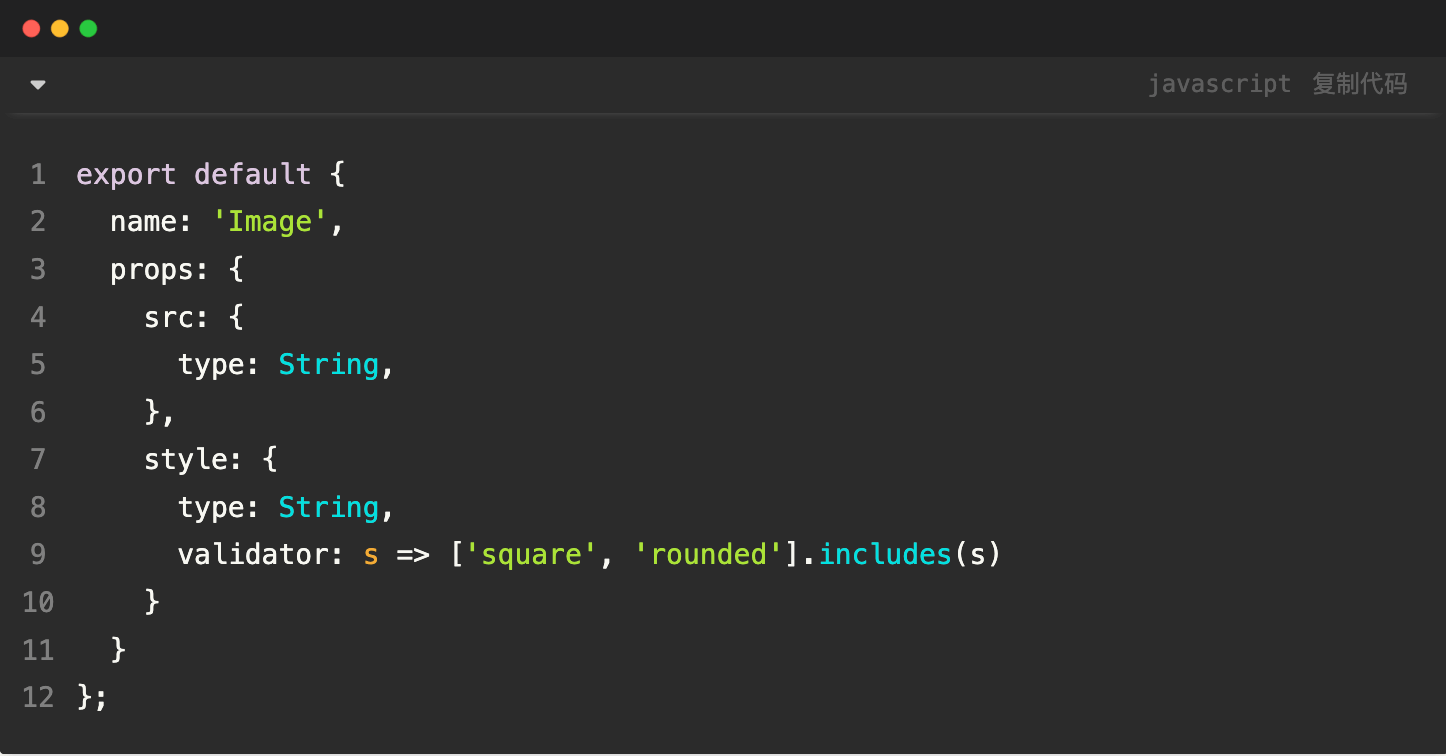 javascript 复制代码
1 export default {
2   name: 'Image',
3   props: {
4     src: {
5       type: String,
6     },
7     style: {
8       type: String,
9       validator: s => ['square', 'rounded'].includes(s)
10     }
11   }
12 };